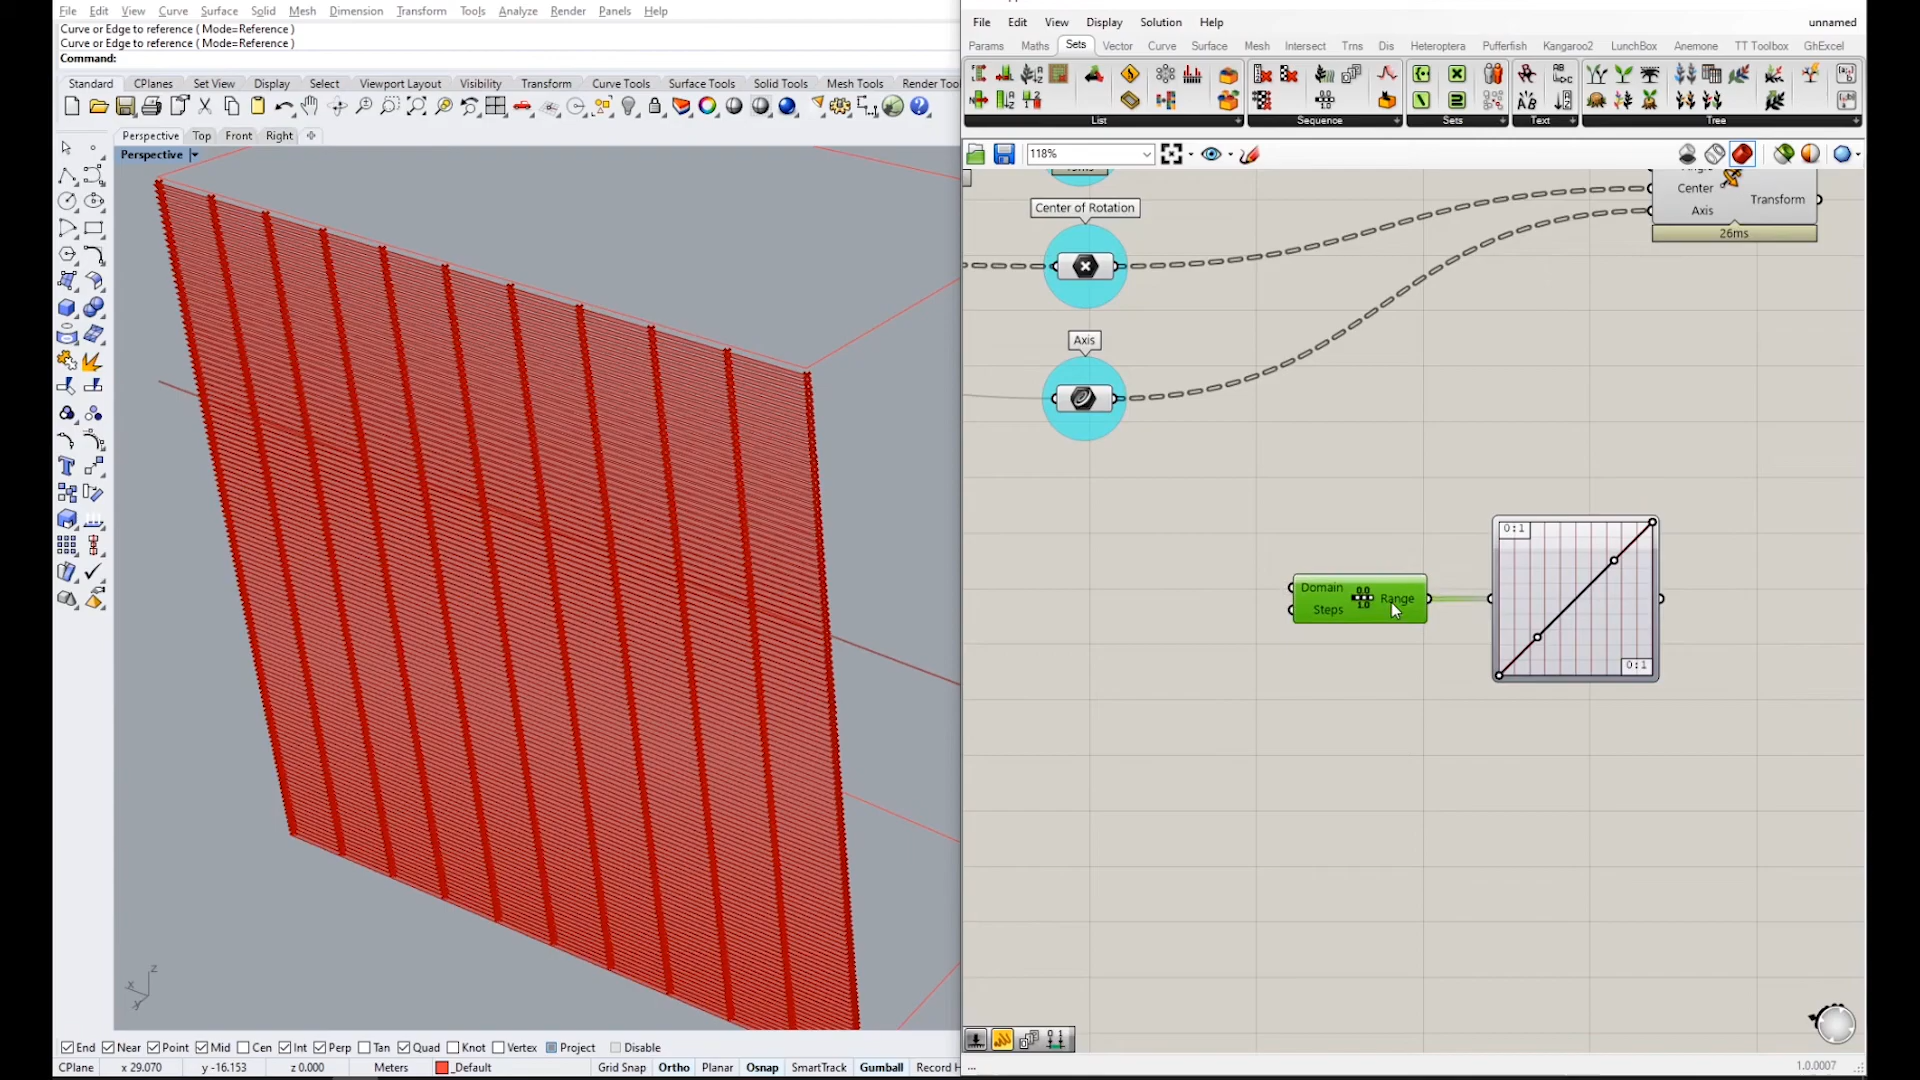 File Edit View Curve Surface Solid Mesh Dimension Transform Tools Analyze Render Panels Help
Curve or Edge to reference ( Mode=Reference )
Curve or Edge to reference ( Mode=Reference )
Command:
Standard CPlanes Set View Display Select Viewport Layout Visibility Transform Curve Tools Surface Tools Solid Tools Mesh Tools Render Too
Perspective Top Front Right
Perspective
z
x
y
End Near Point Mid Cen Int Perp Tan Quad Knot Vertex Project Disable
CPlane x 29.070 y -16.153 z 0.000 Meters _Default Grid Snap Ortho Planar Osnap SmartTrack Gumball Record H
File Edit View Display Solution Help unnamed
Params Maths Sets Vector Curve Surface Mesh Intersect Trns Dis Heteroptera Pufferfish Kangaroo2 LunchBox Anemone TT Toolbox GhExcel
List Sequence Sets Text Tree
118%
Center of Rotation
Center
Axis
Transform
26ms
Axis
Domain
Steps
0.0
1.0
Range
0:1
0:1
...
1.0.0007